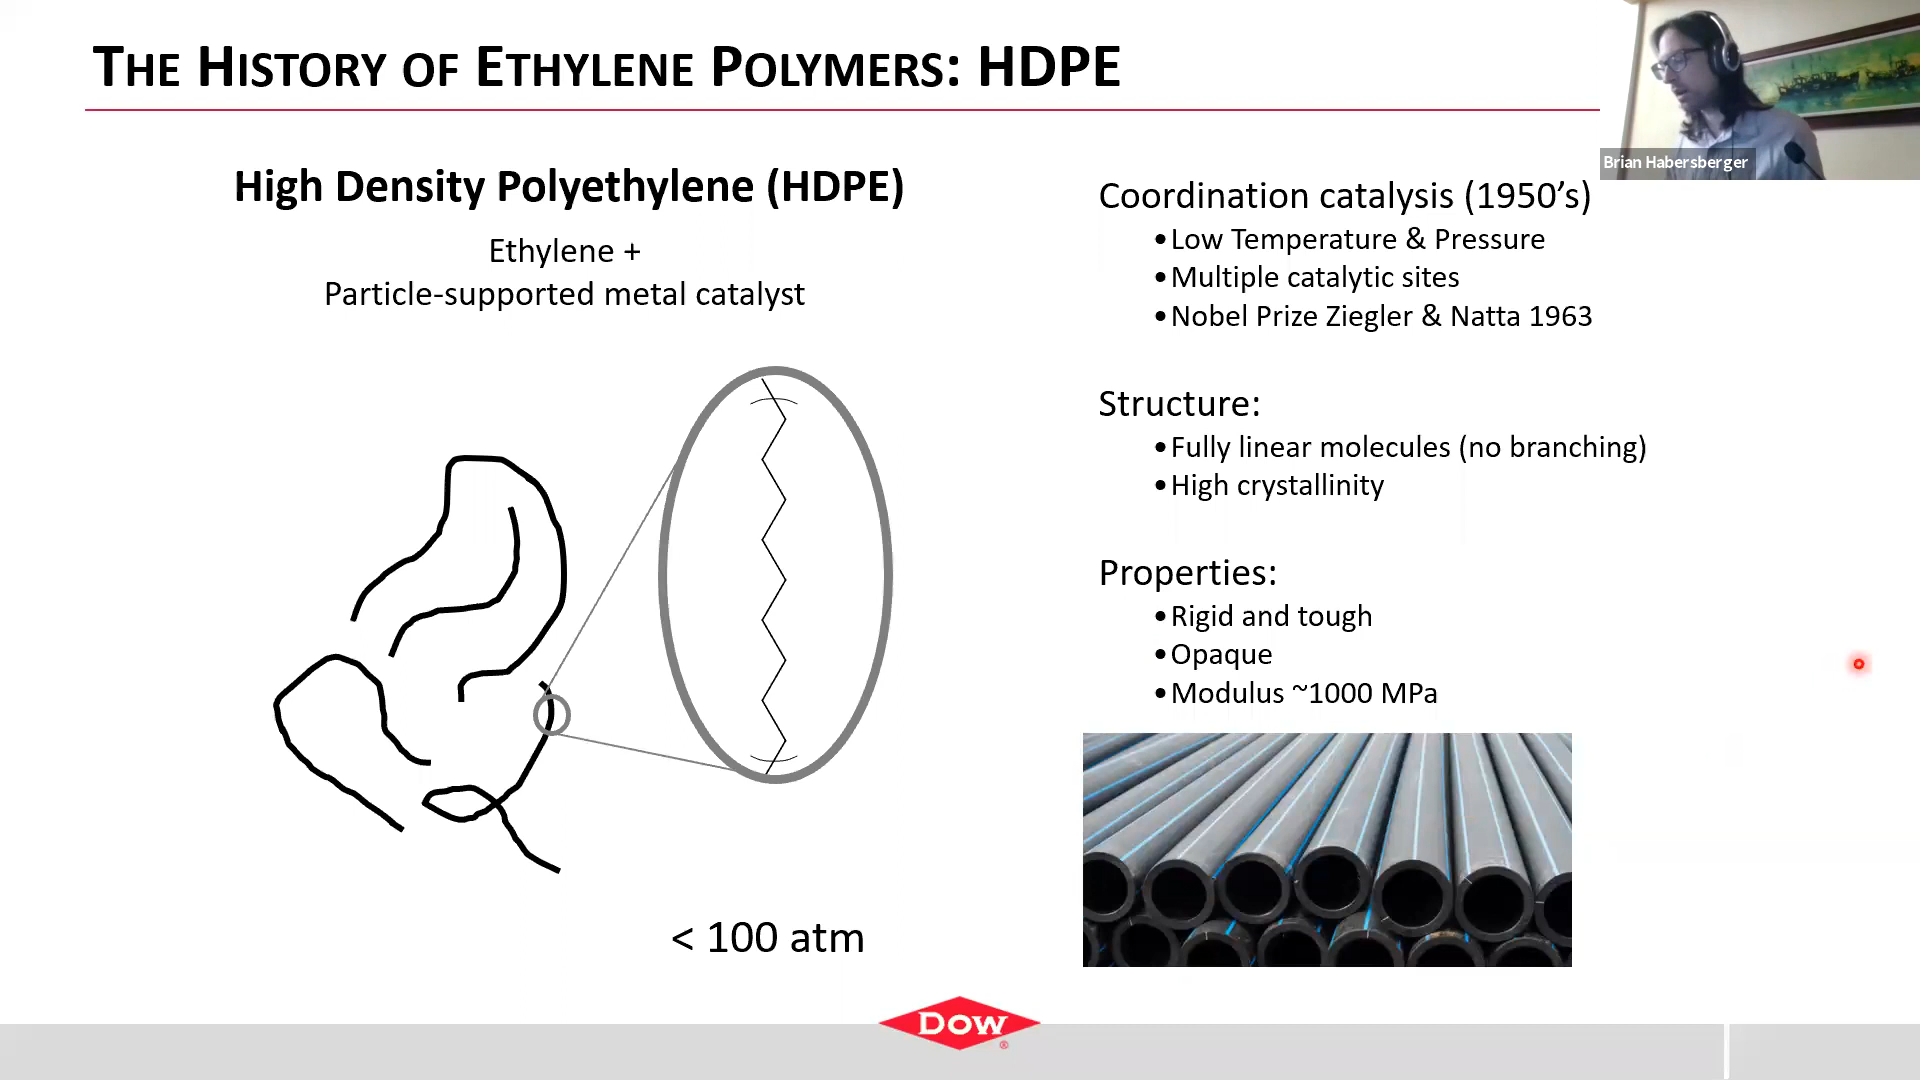 THE HISTORY OF ETHYLENE POLYMERS: HDPE
Brian Habersberger
High Density Polyethylene (HDPE)
Ethylene +
Particle-supported metal catalyst
< 100 atm
Coordination catalysis (1950’s)
•Low Temperature & Pressure
•Multiple catalytic sites
•Nobel Prize Ziegler & Natta 1963
Structure:
•Fully linear molecules (no branching)
•High crystallinity
Properties:
•Rigid and tough
•Opaque
•Modulus ~1000 MPa
DOW®